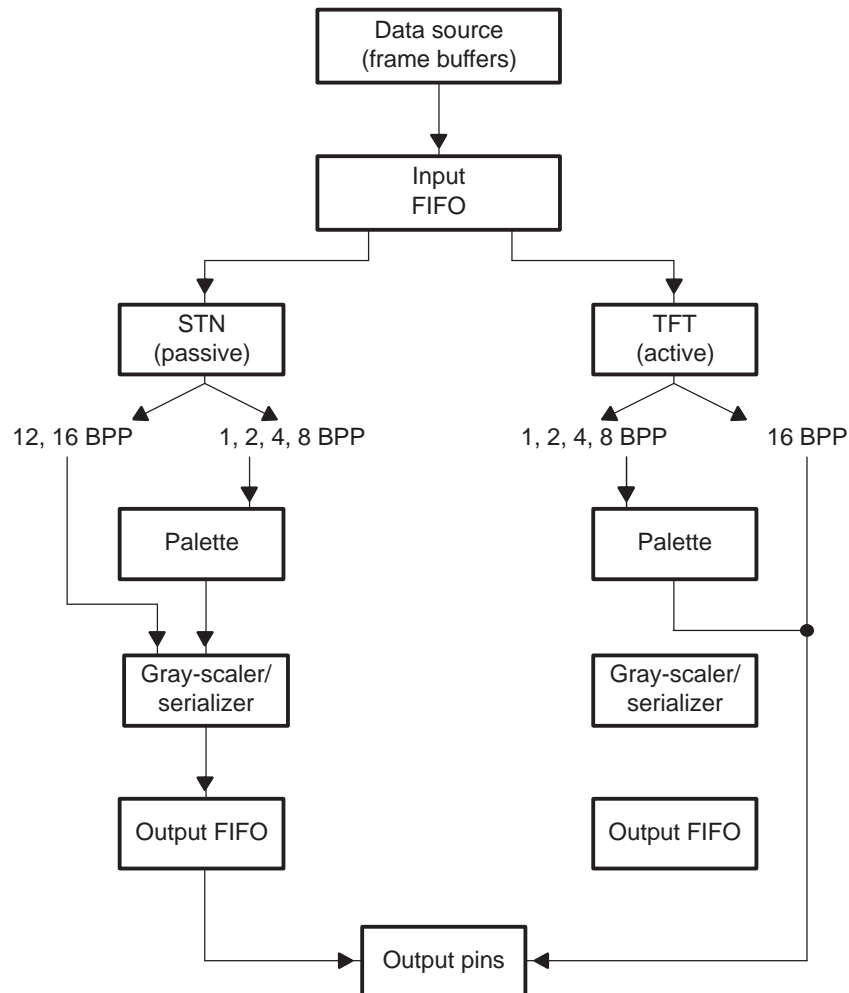 Data source
(frame buffers)
Input
FIFO
STN
(passive)
TFT
(active)
12, 16 BPP
1, 2, 4, 8 BPP
1, 2, 4, 8 BPP
16 BPP
Palette
Palette
Gray-scaler/
serializer
Gray-scaler/
serializer
Output FIFO
Output FIFO
Output pins